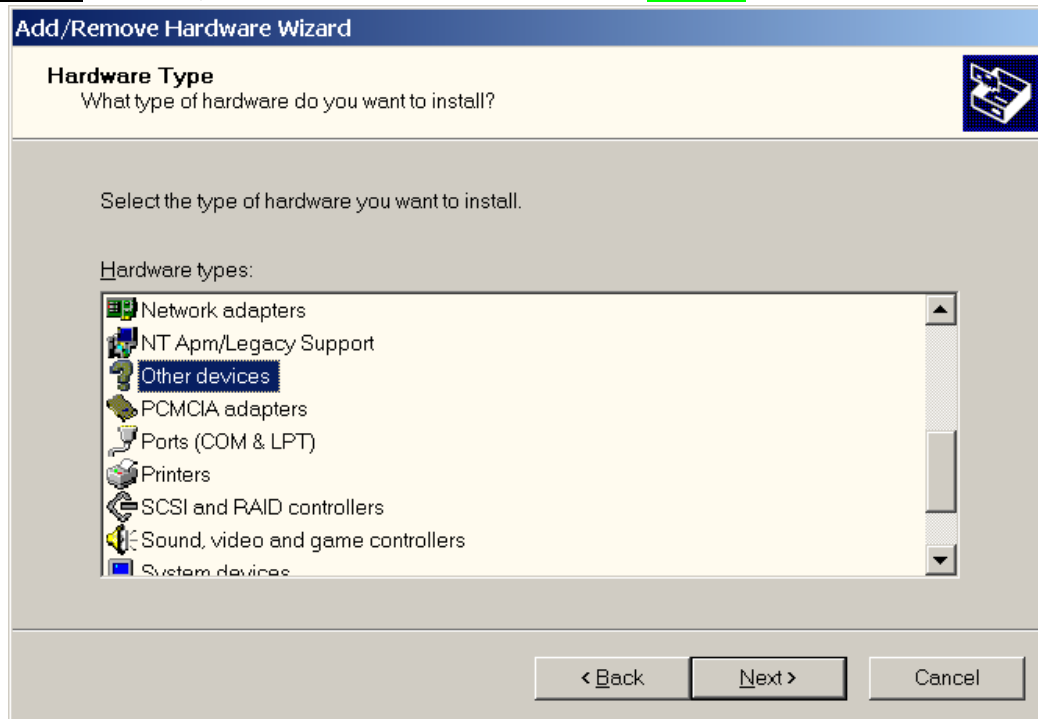 Add/Remove Hardware Wizard
Hardware Type
What type of hardware do you want to install?
Select the type of hardware you want to install.
Hardware types:
Network adapters
NT Apm/Legacy Support
Other devices
PCMCIA adapters
Ports (COM & LPT)
Printers
SCSI and RAID controllers
Sound, video and game controllers
System devices
< Back
Next >
Cancel